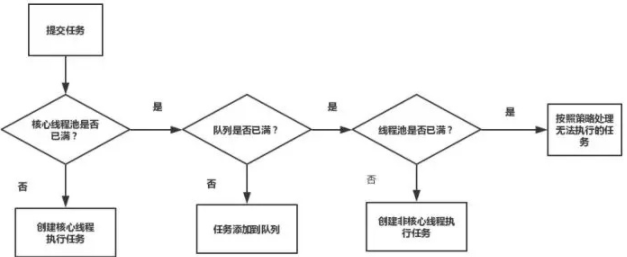 提交任务
核心线程池是否
已满？
是
队列是否已满？
是
线程池是否已满？
是
按照策略处理
无法执行的任
务
否
否
否
创建核心线程
执行任务
任务添加到队列
创建非核心线程执
行任务